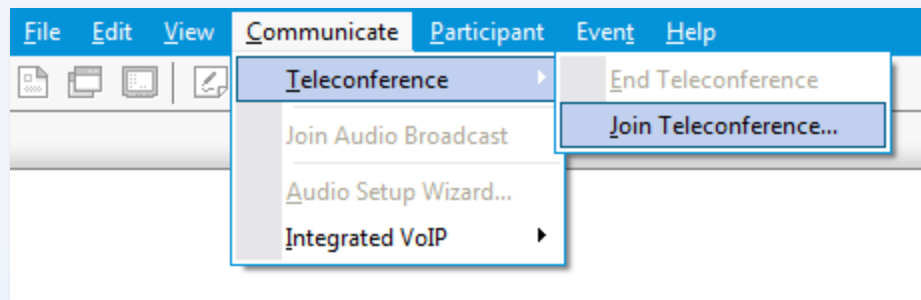 File Edit View Communicate Participant Event Help
Teleconference
End Teleconference
Join Teleconference...
Join Audio Broadcast
Audio Setup Wizard...
Integrated VoIP